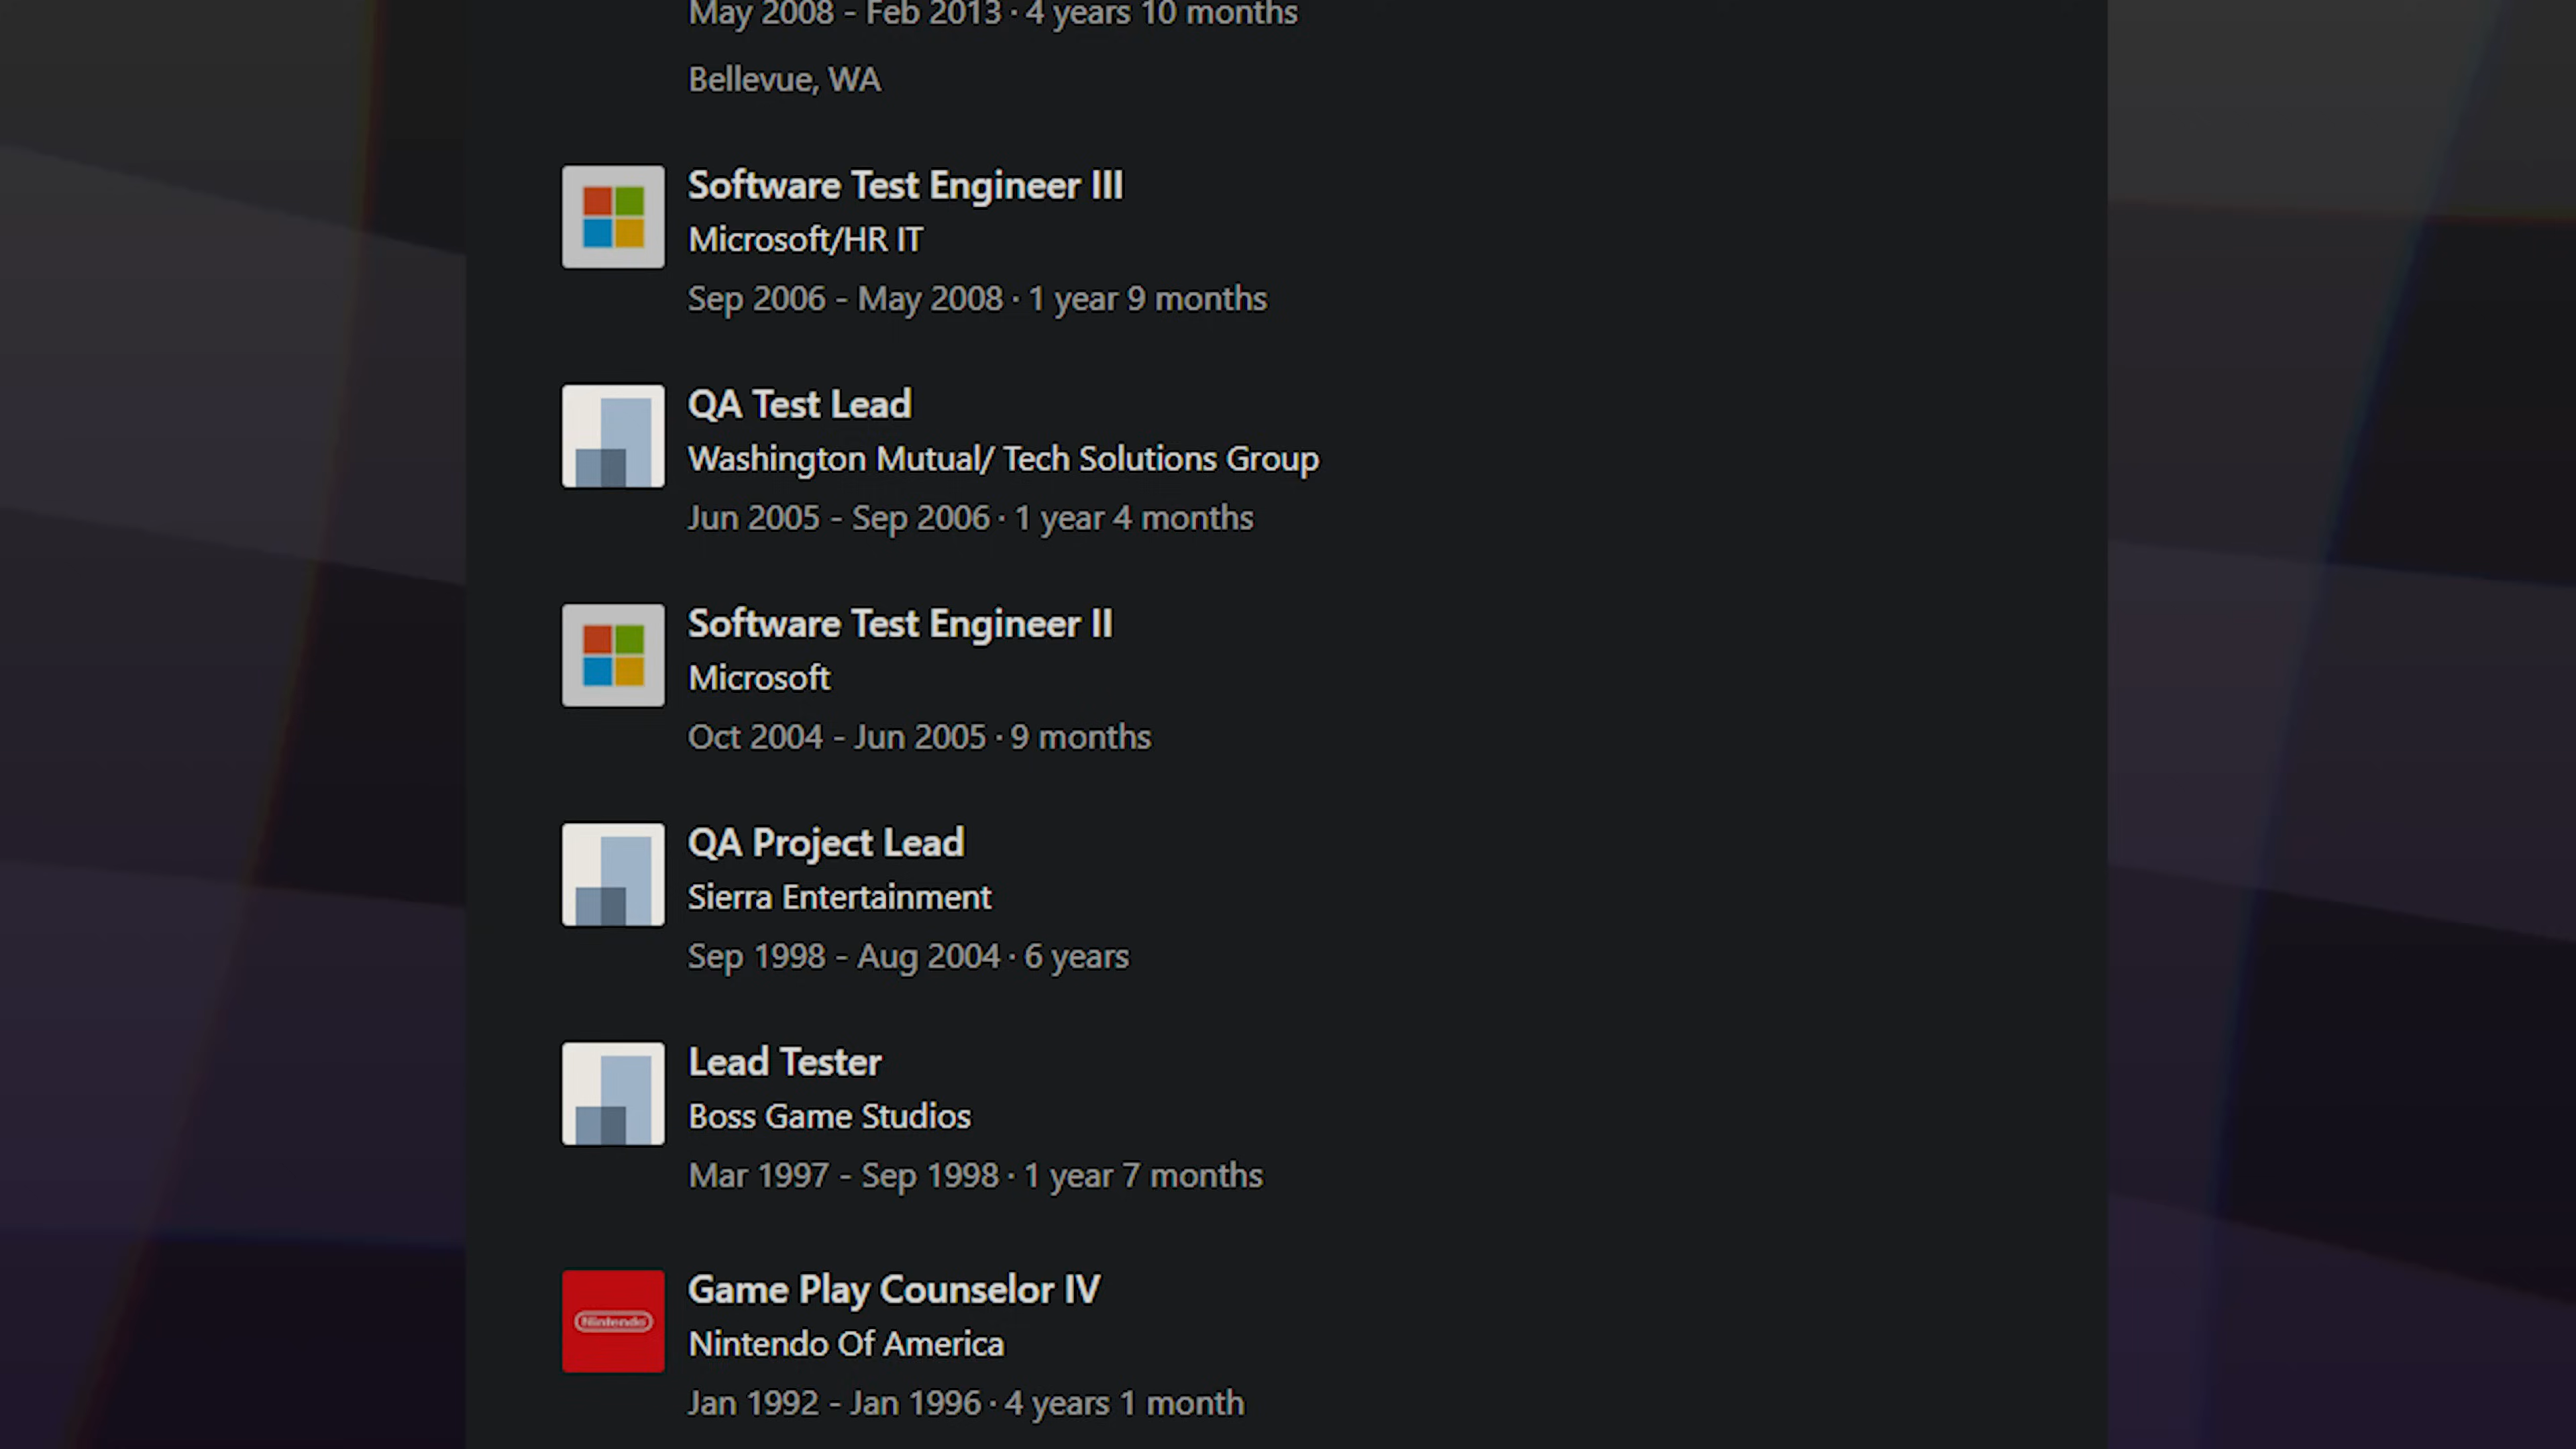 May 2008 - Feb 2013 · 4 years 10 months
Bellevue, WA
Software Test Engineer III
Microsoft/HR IT
Sep 2006 - May 2008 · 1 year 9 months
QA Test Lead
Washington Mutual/ Tech Solutions Group
Jun 2005 - Sep 2006 · 1 year 4 months
Software Test Engineer II
Microsoft
Oct 2004 - Jun 2005 · 9 months
QA Project Lead
Sierra Entertainment
Sep 1998 - Aug 2004 · 6 years
Lead Tester
Boss Game Studios
Mar 1997 - Sep 1998 · 1 year 7 months
Game Play Counselor IV
Nintendo
Nintendo Of America
Jan 1992 - Jan 1996 · 4 years 1 month